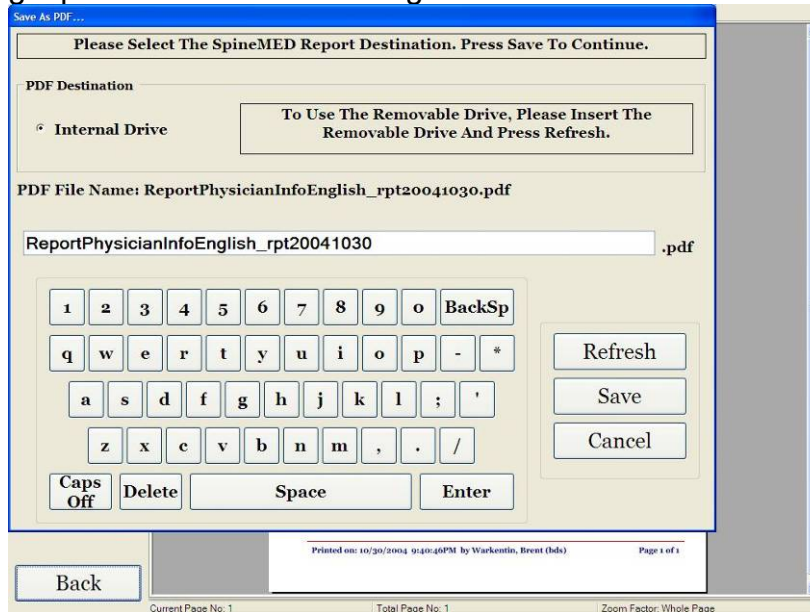 Save As PDF...
Please Select The SpineMED Report Destination. Press Save To Continue.
PDF Destination
Internal Drive
To Use The Removable Drive, Please Insert The
Removable Drive And Press Refresh.
PDF File Name: ReportPhysicianInfoEnglish_rpt20041030.pdf
ReportPhysicianInfoEnglish_rpt20041030 .pdf
1 2 3 4 5 6 7 8 9 0 BackSp
q w e r t y u i o p - *
a s d f g h j k l ; '
z x c v b n m , . /
Caps
Off Delete Space Enter
Refresh
Save
Cancel
Printed on: 10/30/2004 9:40:46PM by Warkentin, Brent (hds) Page 1 of 1
Back
Current Page No: 1 Total Page No: 1 Zoom Factor: Whole Page